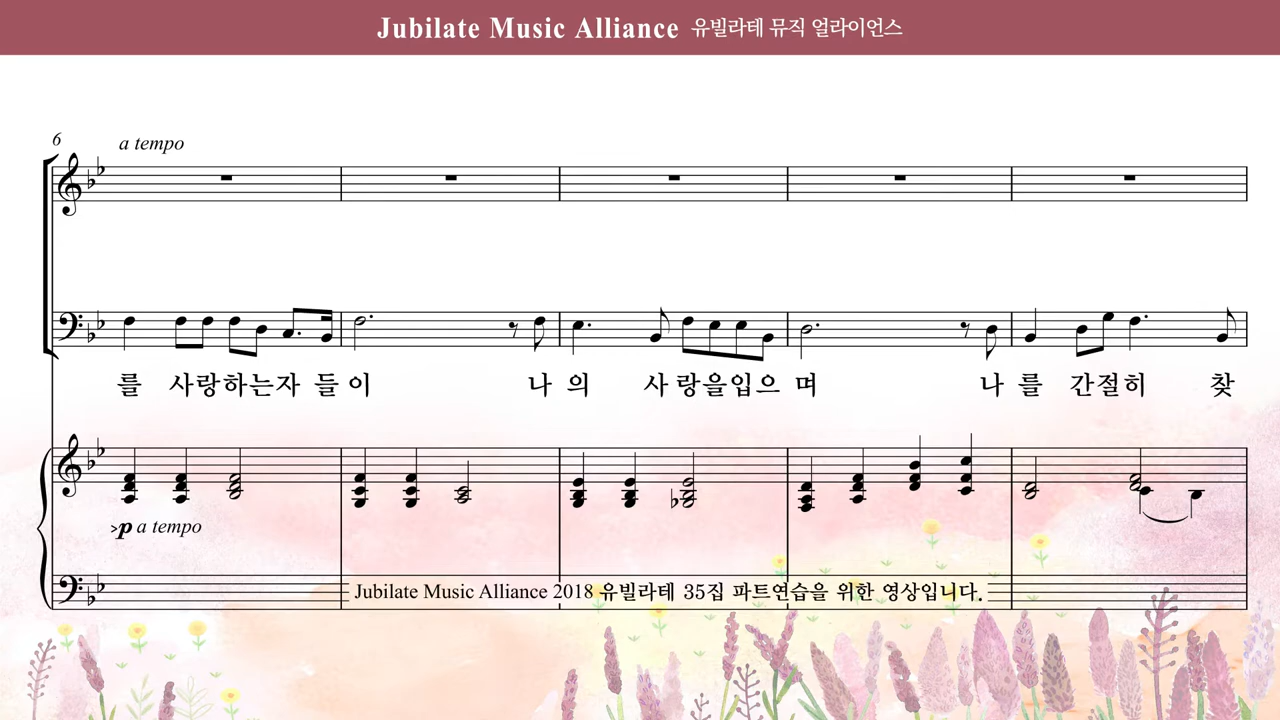 Jubilate Music Alliance 유빌라테 뮤직 얼라이언스
6
a tempo
를 사랑하는자 들 이 나 의 사 랑을입으 며 나 를 간절히 찾
p a tempo
Jubilate Music Alliance 2018 유빌라테 35집 파트연습을 위한 영상입니다.